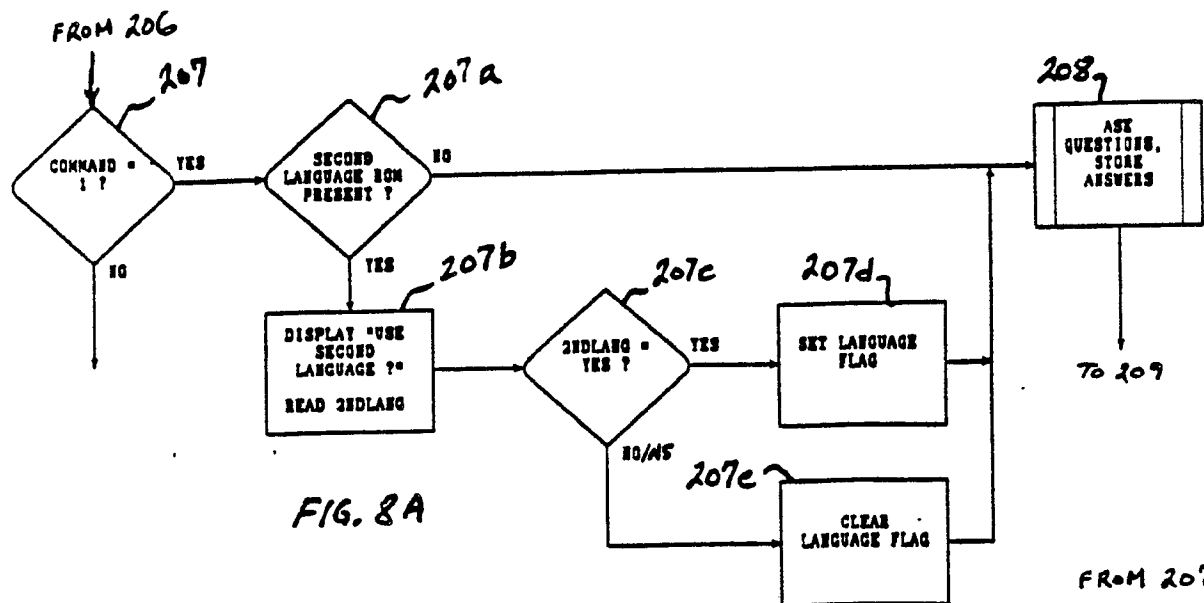 FROM 206
207
COMMAND =
1 ?
YES
NO
207a
SECOND
LANGUAGE ROM
PRESENT ?
NO
YES
208
ASK
QUESTIONS,
STORE
ANSWERS
TO 209
207b
DISPLAY "USE
SECOND
LANGUAGE ?"
READ 2NDLANG
207c
2NDLANG =
YES ?
YES
NO/NS
207d
SET LANGUAGE
FLAG
207e
CLEAR
LANGUAGE FLAG
FIG. 8A
FROM 207